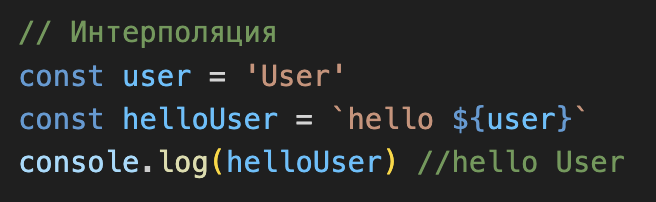 // Интерполяция
const user = 'User'
const helloUser = `hello ${user}`
console.log(helloUser) //hello User